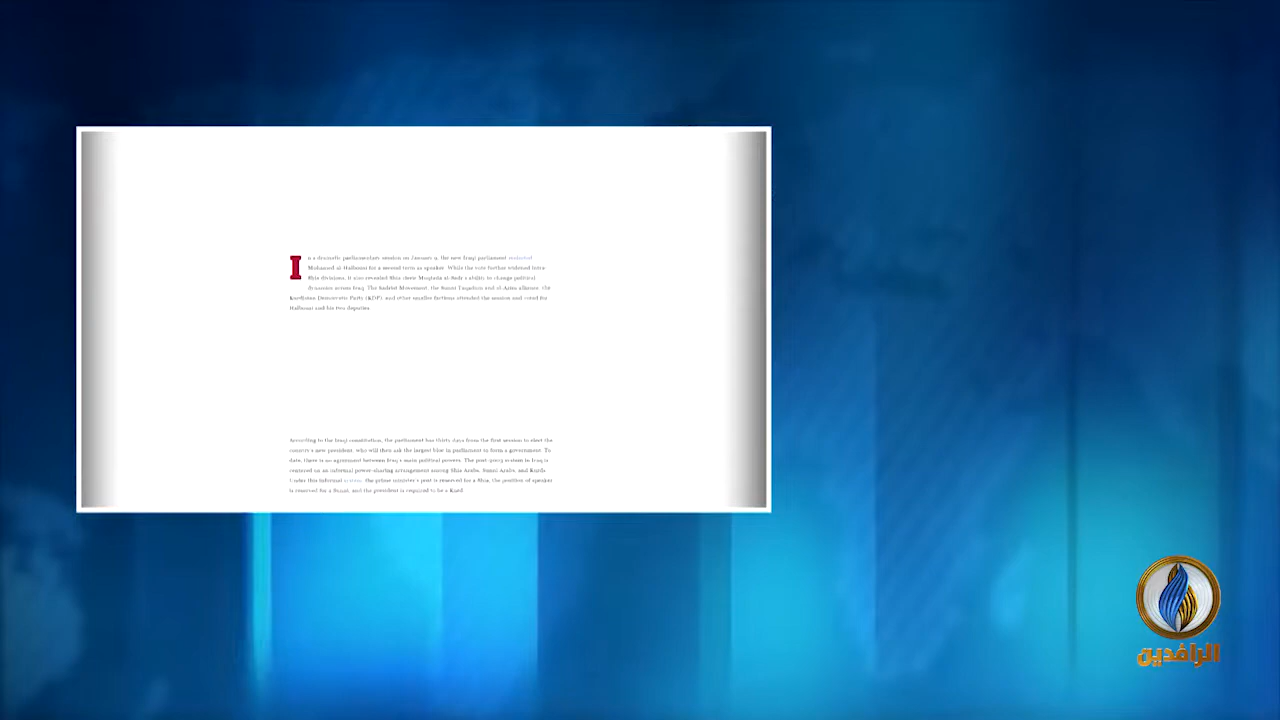 In a dramatic parliamentary session on January 9, the new Iraqi parliament reelected
Mohamed al-Halbousi for a second term as speaker. While the vote further widened intra-
Shia divisions, it also revealed Shia cleric Muqtada al-Sadr's ability to change political
dynamics across Iraq. The Sadrist Movement, the Sunni Taqadum and al-Azm alliance, the
Kurdistan Democratic Party (KDP), and other smaller factions attended the session and voted for
Halbousi and his two deputies.
According to the Iraqi constitution, the parliament has thirty days from the first session to elect the
country's new president, who will then ask the largest bloc in parliament to form a government. To
date, there is no agreement between Iraq's main political powers. The post-2003 system in Iraq is
centered on an informal power-sharing arrangement among Shia Arabs, Sunni Arabs, and Kurds.
Under this informal system, the prime minister's post is reserved for a Shia, the position of speaker
is reserved for a Sunni, and the president is required to be a Kurd.
الرافدين